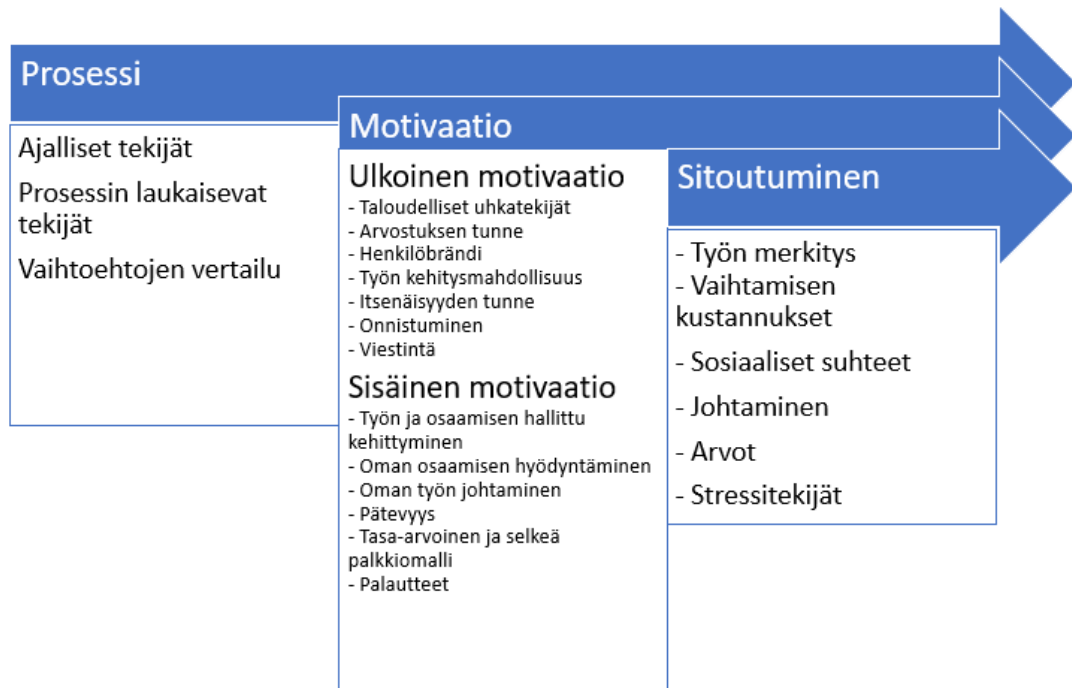 Prosessi
Ajalliset tekijät
Prosessin laukaisevat
tekijät
Vaihtoehtojen vertailu
Motivaatio
Ulkoinen motivaatio
- Taloudelliset uhkatekijät
- Arvostuksen tunne
- Henkilöbrändi
- Työn kehitysmahdollisuus
- Itsenäisyyden tunne
- Onnistuminen
- Viestintä
Sisäinen motivaatio
- Työn ja osaamisen hallittu
kehittyminen
- Oman osaamisen hyödyntäminen
- Oman työn johtaminen
- Pätevyys
- Tasa-arvoinen ja selkeä
palkkiomalli
- Palautteet
Sitoutuminen
- Työn merkitys
- Vaihtamisen
kustannukset
- Sosiaaliset suhteet
- Johtaminen
- Arvot
- Stressitekijät